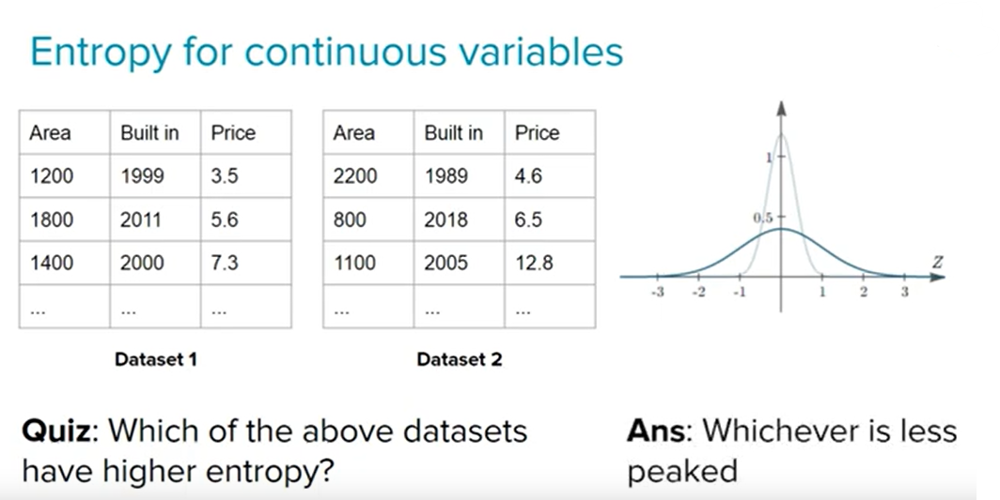 Entropy for continuous variables
Area Built in Price
1200 1999 3.5
1800 2011 5.6
1400 2000 7.3
... ... ...
Dataset 1
Area Built in Price
2200 1989 4.6
800 2018 6.5
1100 2005 12.8
... ... ...
Dataset 2
1
0.5
Z
-3 -2 -1 1 2 3
Quiz: Which of the above datasets
have higher entropy?
Ans: Whichever is less
peaked